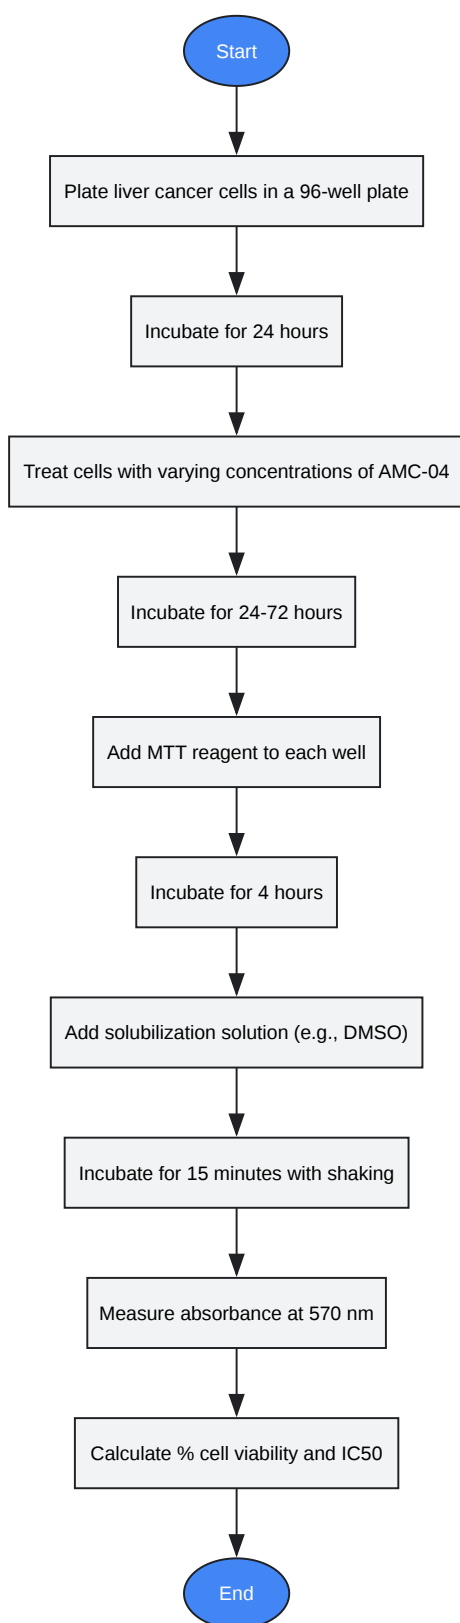 Start
Plate liver cancer cells in a 96-well plate
Incubate for 24 hours
Treat cells with varying concentrations of AMC-04
Incubate for 24-72 hours
Add MTT reagent to each well
Incubate for 4 hours
Add solubilization solution (e.g., DMSO)
Incubate for 15 minutes with shaking
Measure absorbance at 570 nm
Calculate % cell viability and IC50
End